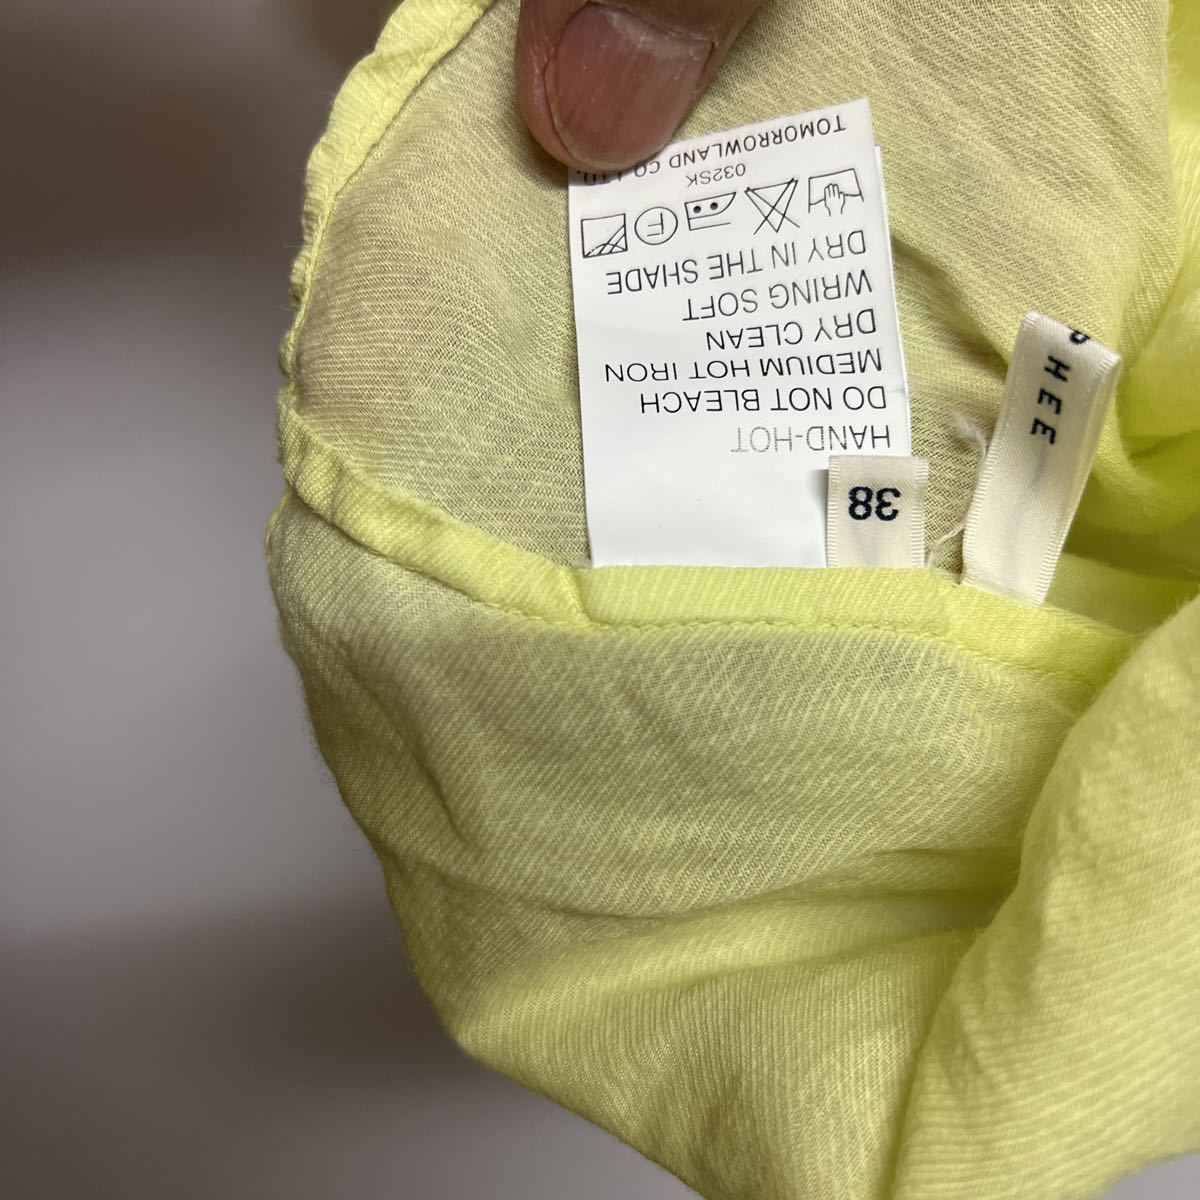 HAND-HOT
DO NOT BLEACH
MEDIUM HOT IRON
DRY CLEAN
WRING SOFT
DRY IN THE SHADE
F
032SK
TOMORROWLAND CO.,LTD.
38
PHEE